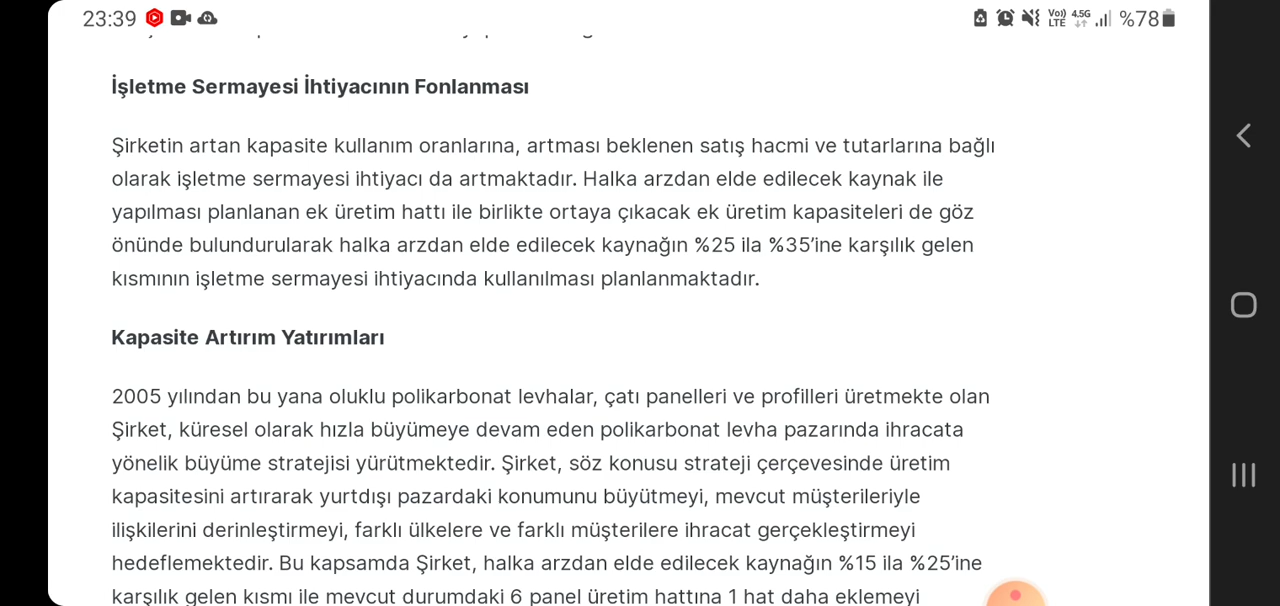 23:39
Vo)) LTE 4.5G %78
İşletme Sermayesi İhtiyacının Fonlanması
Şirketin artan kapasite kullanım oranlarına, artması beklenen satış hacmi ve tutarlarına bağlı
olarak işletme sermayesi ihtiyacı da artmaktadır. Halka arzdan elde edilecek kaynak ile
yapılması planlanan ek üretim hattı ile birlikte ortaya çıkacak ek üretim kapasiteleri de göz
önünde bulundurularak halka arzdan elde edilecek kaynağın %25 ila %35’ine karşılık gelen
kısmının işletme sermayesi ihtiyacında kullanılması planlanmaktadır.
Kapasite Artırım Yatırımları
2005 yılından bu yana oluklu polikarbonat levhalar, çatı panelleri ve profilleri üretmekte olan
Şirket, küresel olarak hızla büyümeye devam eden polikarbonat levha pazarında ihracata
yönelik büyüme stratejisi yürütmektedir. Şirket, söz konusu strateji çerçevesinde üretim
kapasitesini artırarak yurtdışı pazardaki konumunu büyütmeyi, mevcut müşterileriyle
ilişkilerini derinleştirmeyi, farklı ülkelere ve farklı müşterilere ihracat gerçekleştirmeyi
hedeflemektedir. Bu kapsamda Şirket, halka arzdan elde edilecek kaynağın %15 ila %25’ine
karşılık gelen kısmı ile mevcut durumdaki 6 panel üretim hattına 1 hat daha eklemeyi